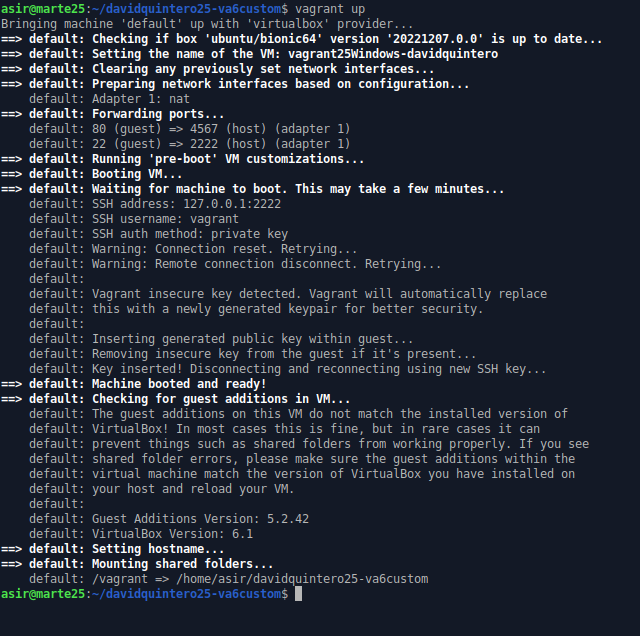 asir@marte25:~/davidquintero25-va6custom$ vagrant up
Bringing machine 'default' up with 'virtualbox' provider...
==> default: Checking if box 'ubuntu/bionic64' version '20221207.0.0' is up to date...
==> default: Setting the name of the VM: vagrant25Windows-davidquintero
==> default: Clearing any previously set network interfaces...
==> default: Preparing network interfaces based on configuration...
    default: Adapter 1: nat
==> default: Forwarding ports...
    default: 80 (guest) => 4567 (host) (adapter 1)
    default: 22 (guest) => 2222 (host) (adapter 1)
==> default: Running 'pre-boot' VM customizations...
==> default: Booting VM...
==> default: Waiting for machine to boot. This may take a few minutes...
    default: SSH address: 127.0.0.1:2222
    default: SSH username: vagrant
    default: SSH auth method: private key
    default: Warning: Connection reset. Retrying...
    default: Warning: Remote connection disconnect. Retrying...
    default:
    default: Vagrant insecure key detected. Vagrant will automatically replace
    default: this with a newly generated keypair for better security.
    default:
    default: Inserting generated public key within guest...
    default: Removing insecure key from the guest if it's present...
    default: Key inserted! Disconnecting and reconnecting using new SSH key...
==> default: Machine booted and ready!
==> default: Checking for guest additions in VM...
    default: The guest additions on this VM do not match the installed version of
    default: VirtualBox! In most cases this is fine, but in rare cases it can
    default: prevent things such as shared folders from working properly. If you see
    default: shared folder errors, please make sure the guest additions within the
    default: virtual machine match the version of VirtualBox you have installed on
    default: your host and reload your VM.
    default:
    default: Guest Additions Version: 5.2.42
    default: VirtualBox Version: 6.1
==> default: Setting hostname...
==> default: Mounting shared folders...
    default: /vagrant => /home/asir/davidquintero25-va6custom
asir@marte25:~/davidquintero25-va6custom$